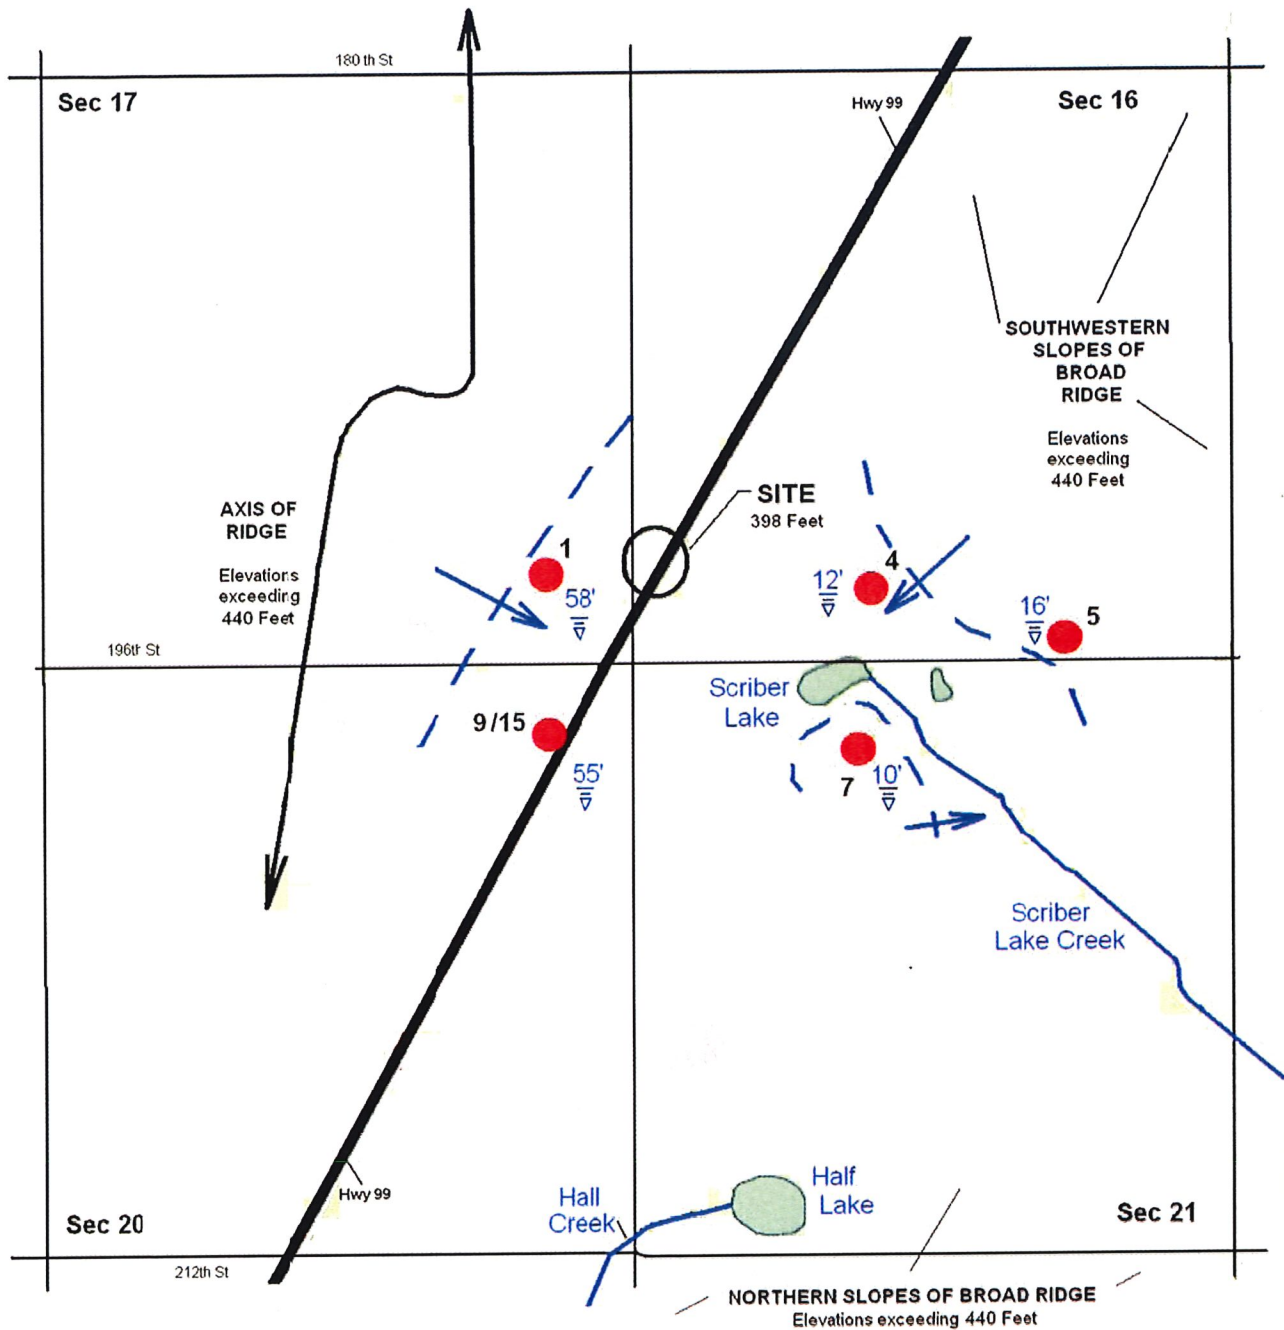 180 th St
Sec 17
Hwy 99
Sec 16
SOUTHWESTERN
SLOPES OF
BROAD
RIDGE
Elevations
exceeding
440 Feet
SITE
398 Feet
AXIS OF
RIDGE
Elevations
exceeding
440 Feet
1
58'
4
12'
16'
5
196th St
Scriber
Lake
9/15
55'
7
10'
Scriber
Lake Creek
Hwy 99
Hall
Creek
Half
Lake
Sec 20
Sec 21
212th St
NORTHERN SLOPES OF BROAD RIDGE
Elevations exceeding 440 Feet